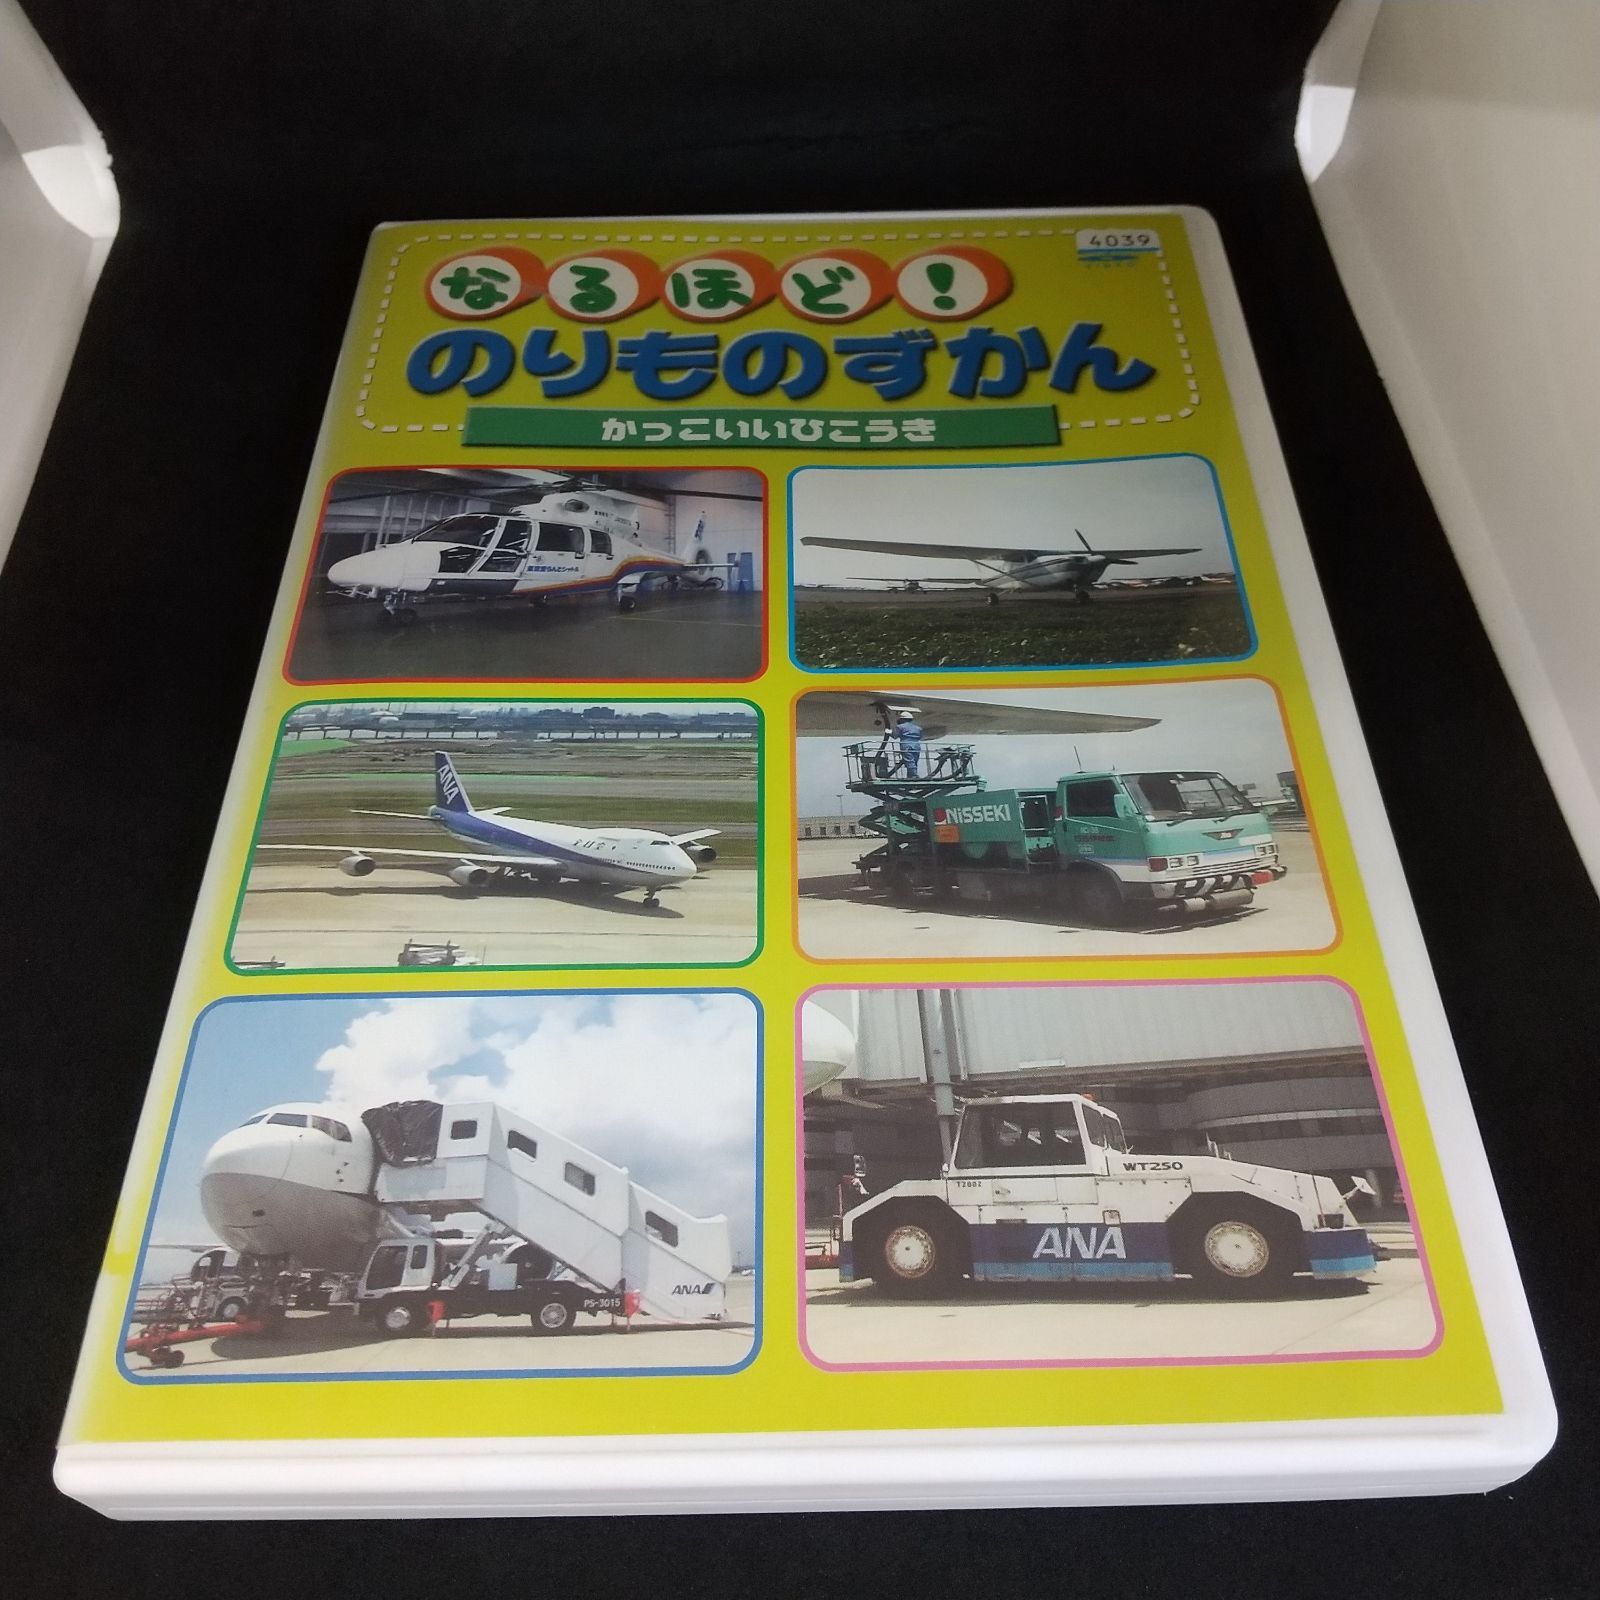 4039
なるほど!
のりものずかん
かっこいいひこうき
ANA
NISSEKI
ANA
PS-3015
WT250
T2802
ANA